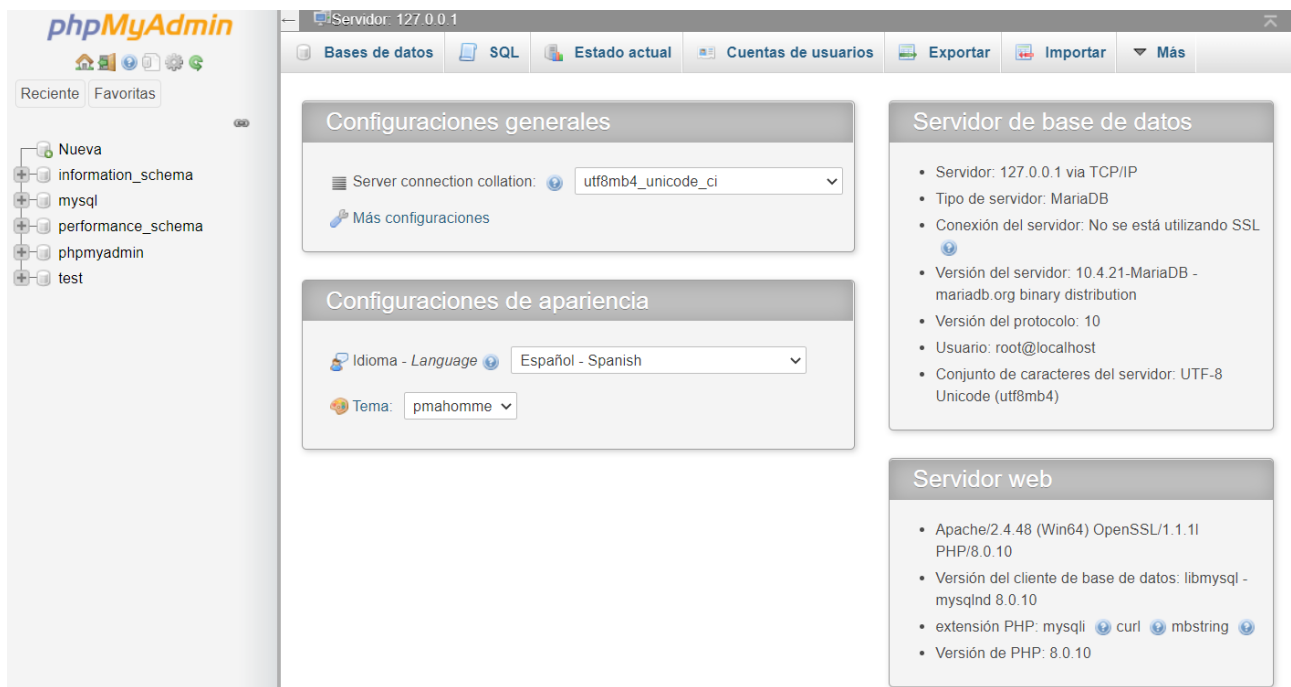 phpMyAdmin
Reciente Favoritas
Nueva
information_schema
mysql
performance_schema
phpmyadmin
test
← Servidor: 127.0.0.1
Bases de datos SQL Estado actual Cuentas de usuarios Exportar Importar Más
Configuraciones generales
Server connection collation: utf8mb4_unicode_ci
Más configuraciones
Configuraciones de apariencia
Idioma - Language Español - Spanish
Tema: pmahomme
Servidor de base de datos
• Servidor: 127.0.0.1 via TCP/IP
• Tipo de servidor: MariaDB
• Conexión del servidor: No se está utilizando SSL
• Versión del servidor: 10.4.21-MariaDB -
mariadb.org binary distribution
• Versión del protocolo: 10
• Usuario: root@localhost
• Conjunto de caracteres del servidor: UTF-8
Unicode (utf8mb4)
Servidor web
• Apache/2.4.48 (Win64) OpenSSL/1.1.1l
PHP/8.0.10
• Versión del cliente de base de datos: libmysql -
mysqlnd 8.0.10
• extensión PHP: mysqli curl mbstring
• Versión de PHP: 8.0.10